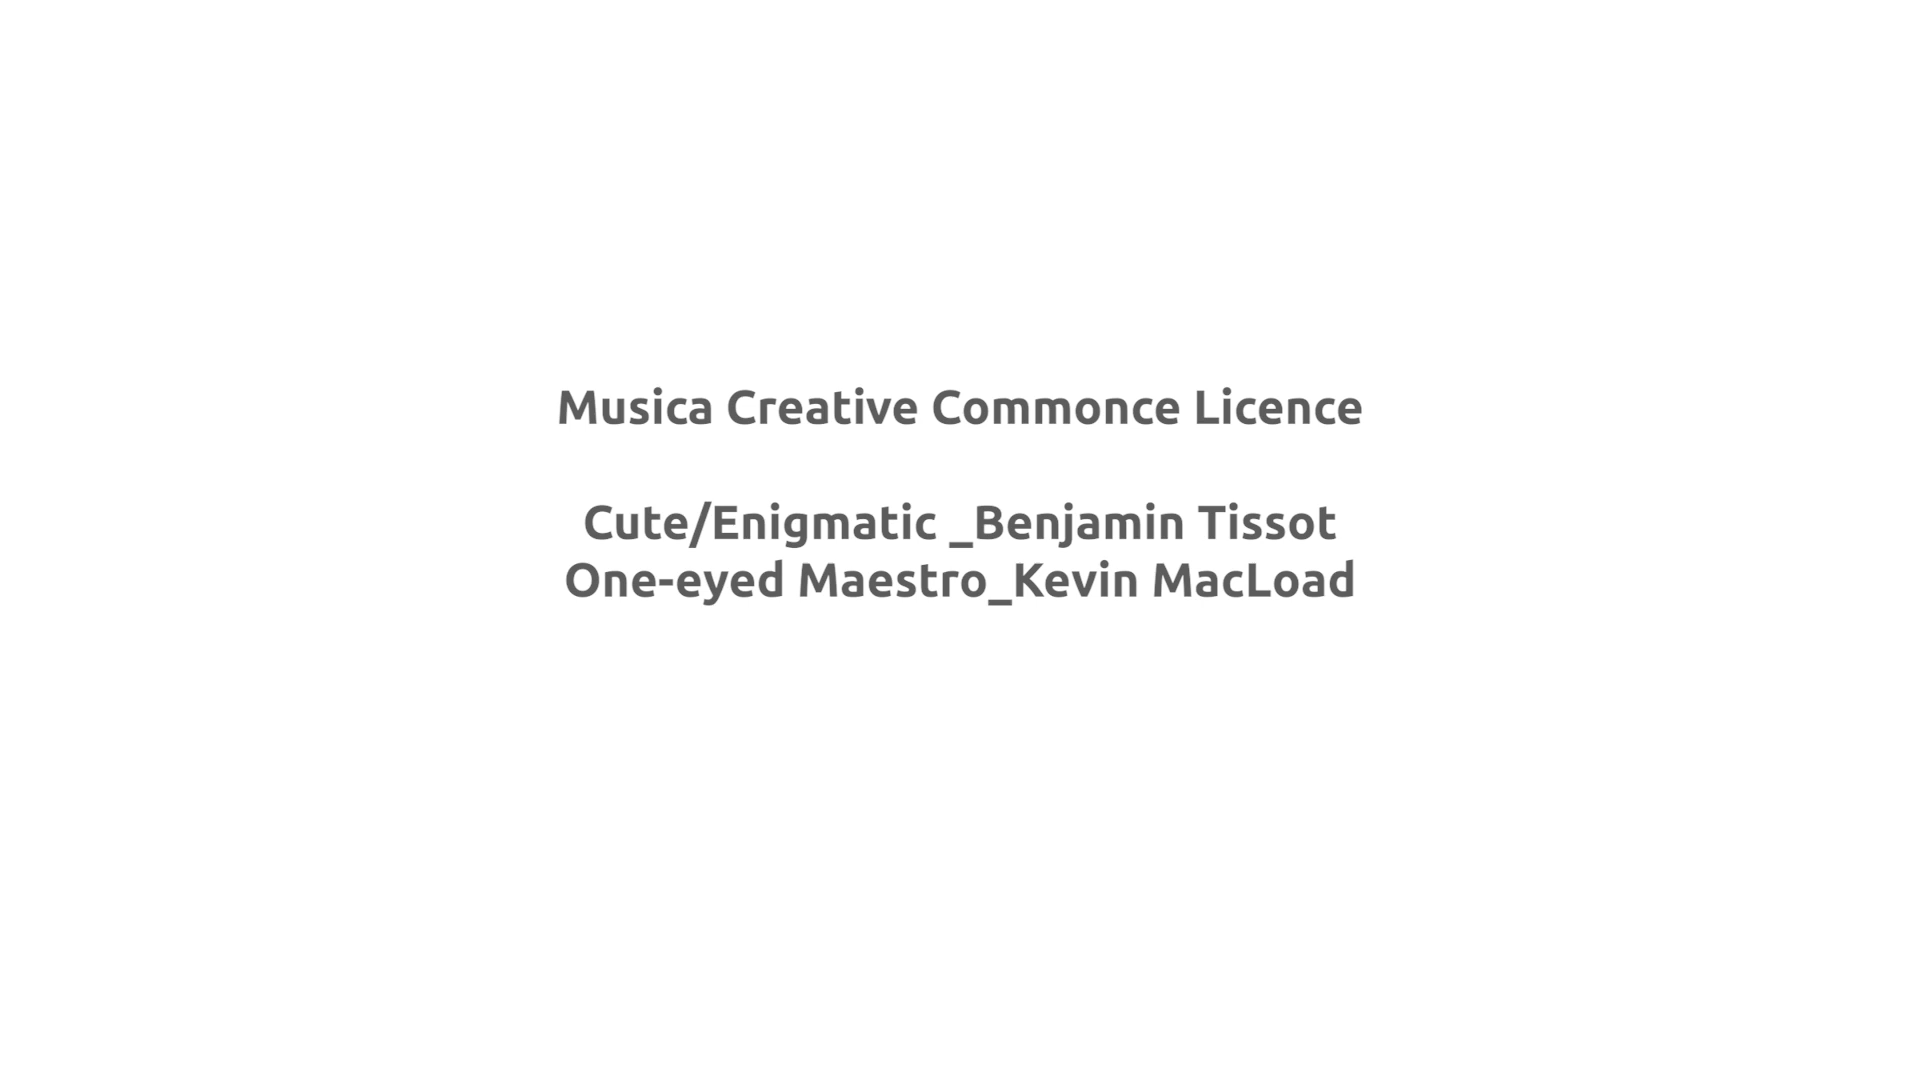 Musica Creative Commonce Licence
Cute/Enigmatic _Benjamin Tissot
One-eyed Maestro_Kevin MacLoad